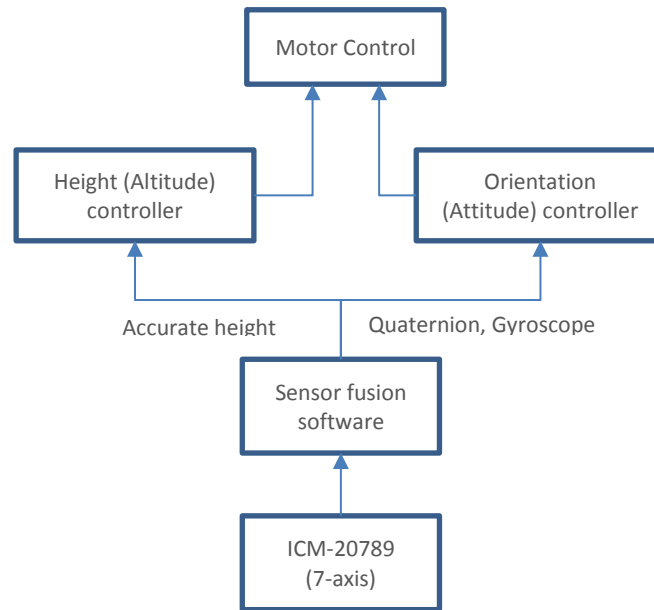 Motor Control
Height (Altitude)
controller
Orientation
(Attitude) controller
Accurate height
Quaternion, Gyroscope
Sensor fusion
software
ICM-20789
(7-axis)